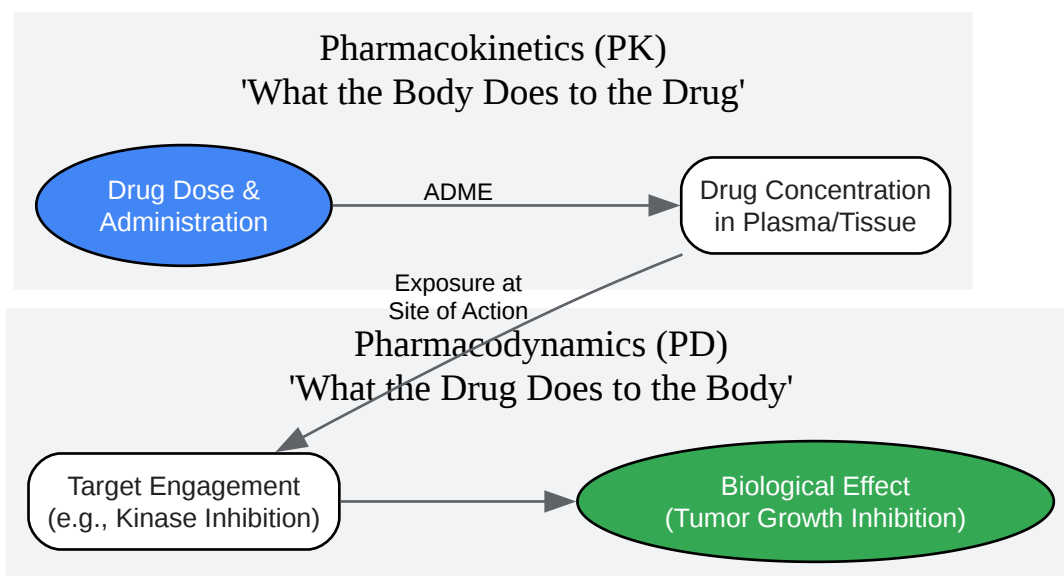 Pharmacokinetics (PK)
'What the Body Does to the Drug'
Drug Dose &
Administration
ADME
Drug Concentration
in Plasma/Tissue
Exposure at
Site of Action
Pharmacodynamics (PD)
'What the Drug Does to the Body'
Target Engagement
(e.g., Kinase Inhibition)
Biological Effect
(Tumor Growth Inhibition)